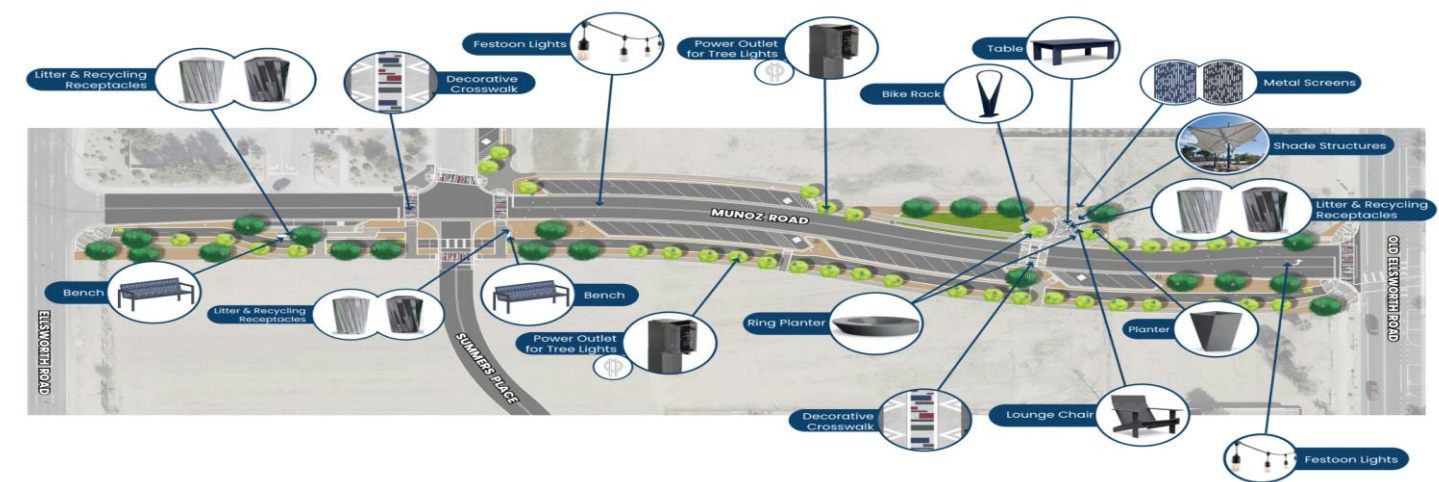 Festoon Lights
Power Outlet
for Tree Lights
Table
Litter & Recycling
Receptacles
Decorative
Crosswalk
Bike Rack
Metal Screens
Shade Structures
Litter & Recycling
Receptacles
MUNOZ ROAD
Bench
Litter & Recycling
Receptacles
Bench
Power Outlet
for Tree Lights
Ring Planter
Planter
ELLSWORTH ROAD
SUMMERS PLACE
OLD ELLSWORTH ROAD
Decorative
Crosswalk
Lounge Chair
Festoon Lights